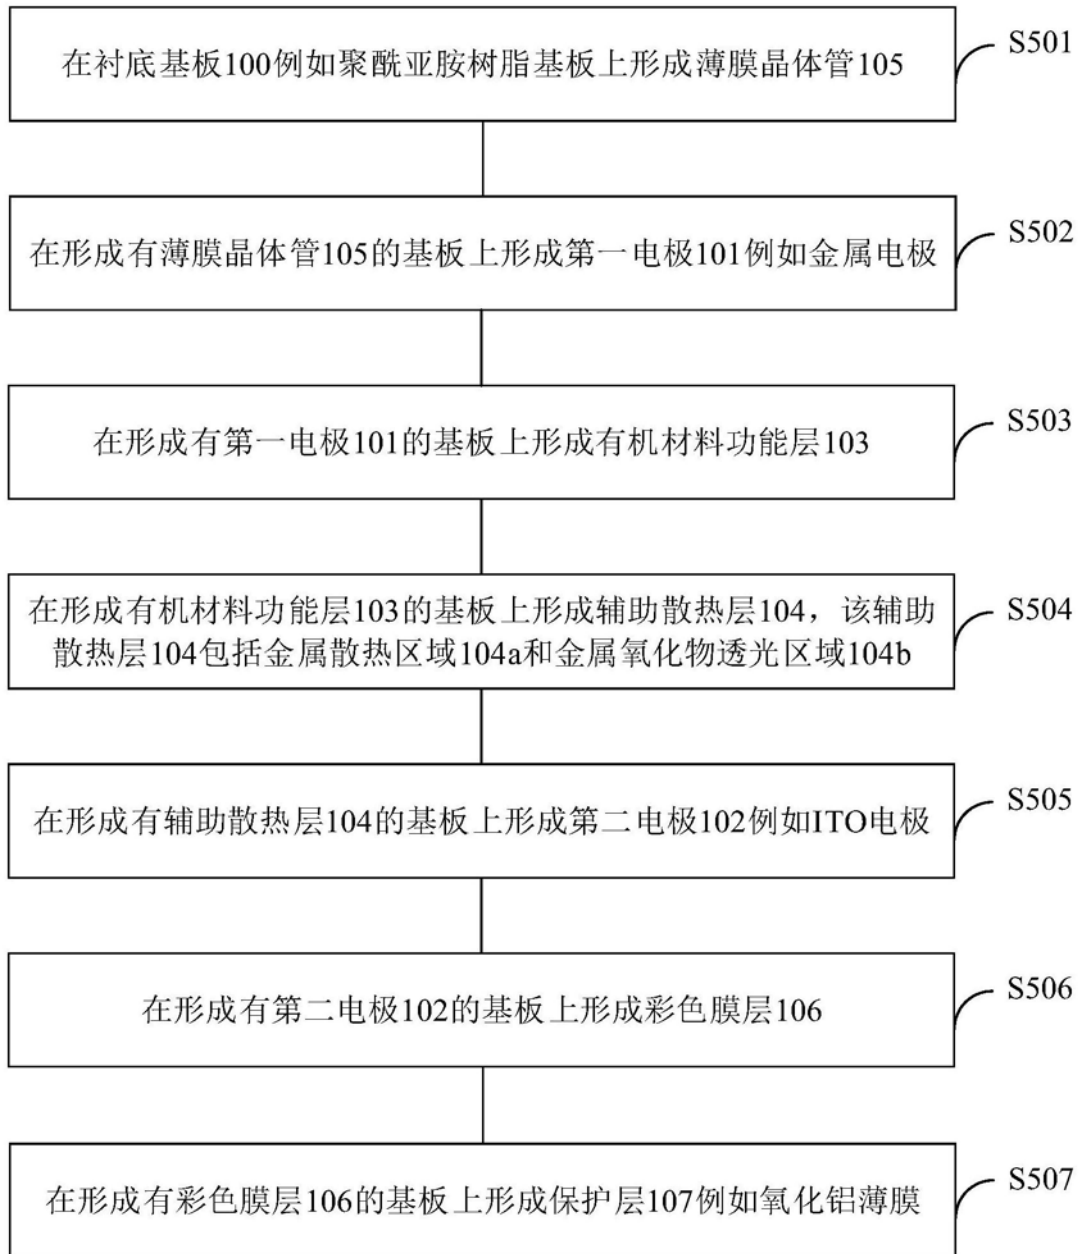 在衬底基板100例如聚酰亚胺树脂基板上形成薄膜晶体管105
S501
在形成有薄膜晶体管105的基板上形成第一电极101例如金属电极
S502
在形成有第一电极101的基板上形成有机材料功能层103
S503
在形成有机材料功能层103的基板上形成辅助散热层104，该辅助
散热层104包括金属散热区域104a和金属氧化物透光区域104b
S504
在形成有辅助散热层104的基板上形成第二电极102例如ITO电极
S505
在形成有第二电极102的基板上形成彩色膜层106
S506
在形成有彩色膜层106的基板上形成保护层107例如氧化铝薄膜
S507